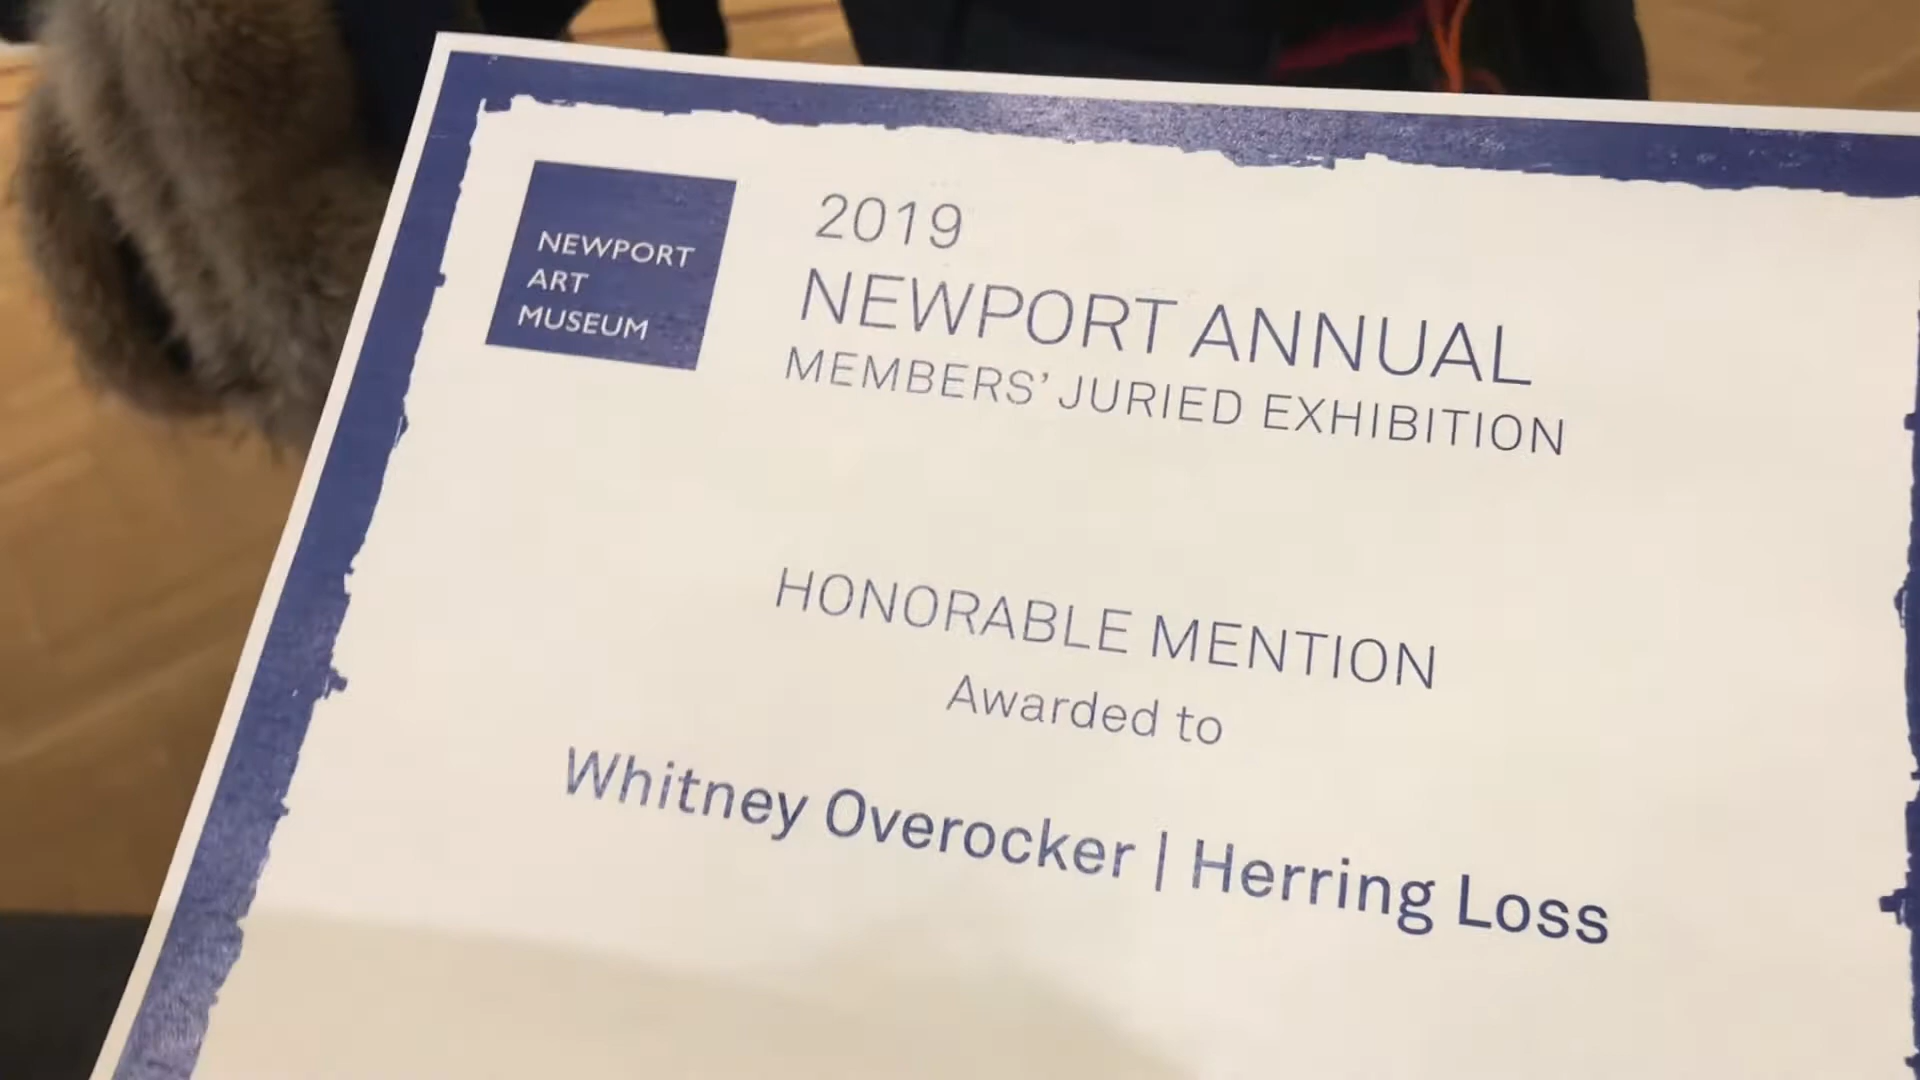 NEWPORT
ART
MUSEUM
2019
NEWPORT ANNUAL
MEMBERS’ JURIED EXHIBITION
HONORABLE MENTION
Awarded to
Whitney Overocker | Herring Loss